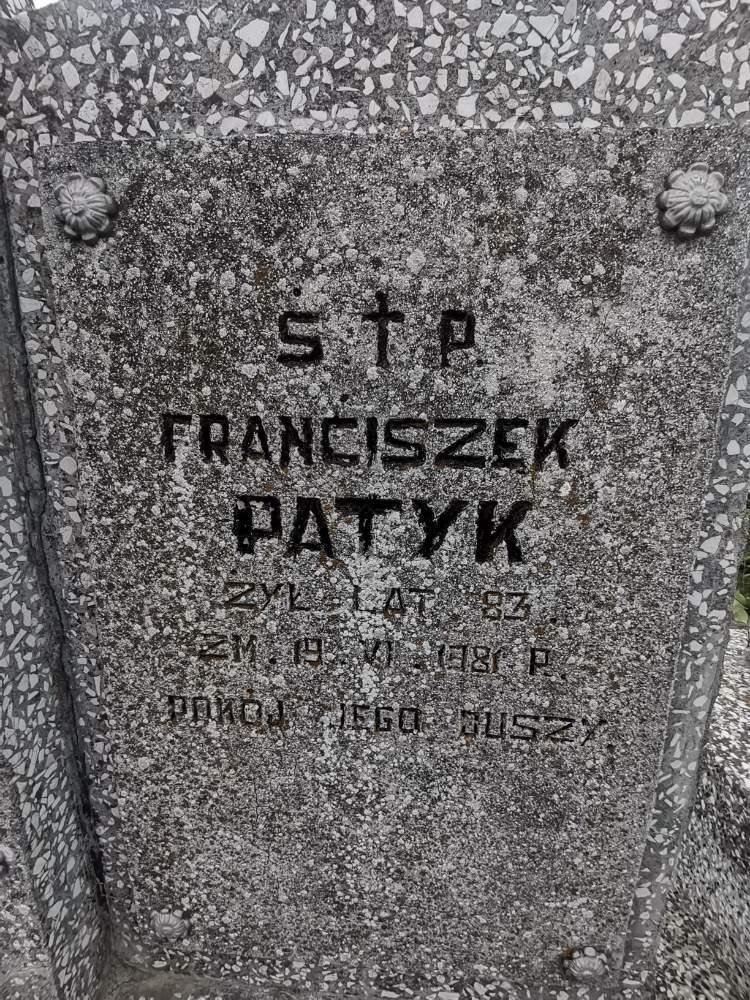 S † P.
FRANCISZEK
PATYK
ŻYŁ LAT 83.
ZM. 19. VI. 1981 R.
POKÓJ JEGO DUSZY